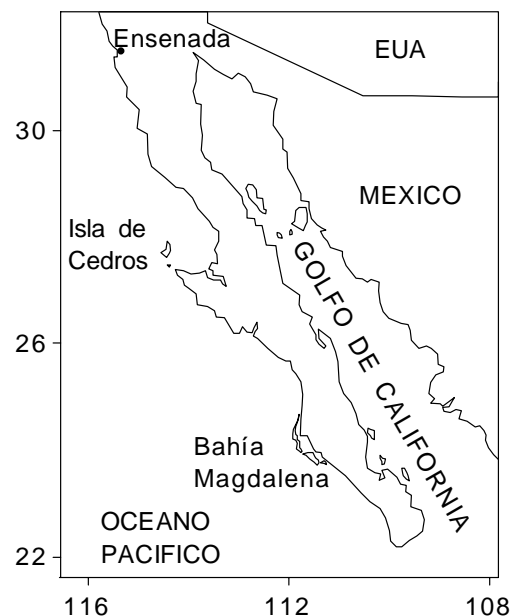 Ensenada
EUA
30
MEXICO
Isla de
Cedros
GOLFO DE CALIFORNIA
26
Bahía
Magdalena
OCEANO
PACIFICO
22
116
112
108